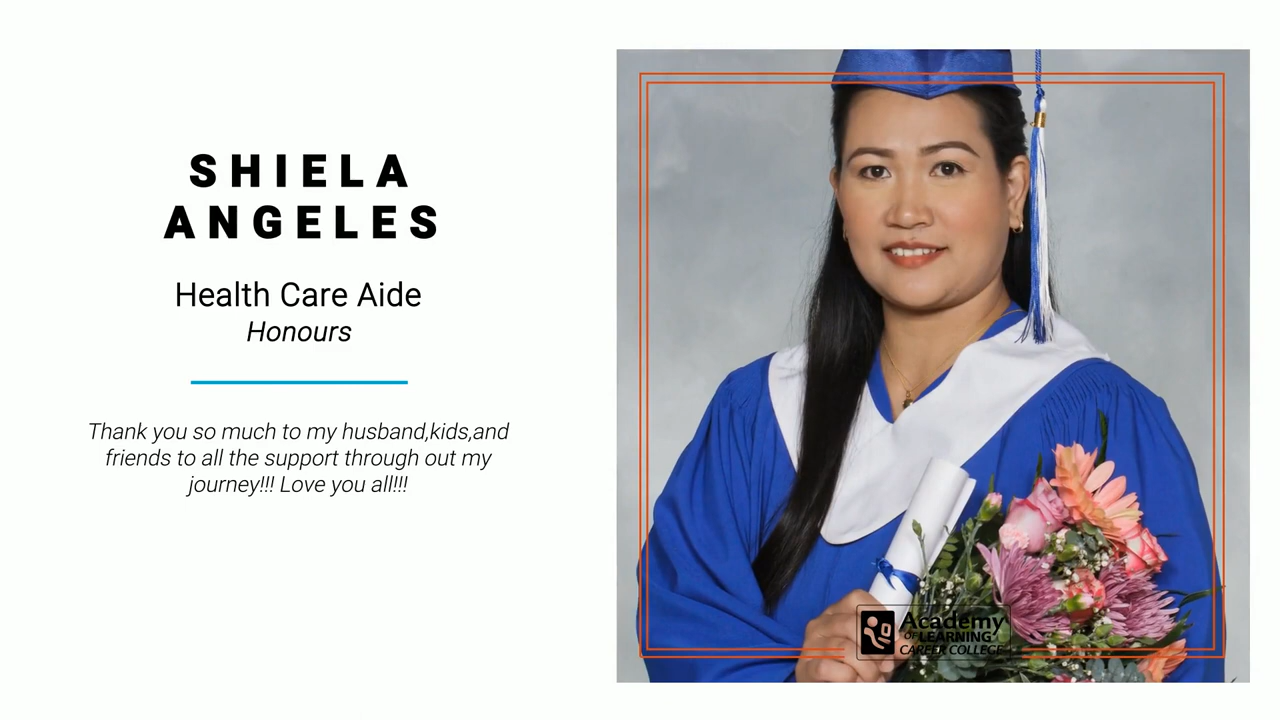 SHIELA
ANGELES
Health Care Aide
Honours
Thank you so much to my husband,kids,and
friends to all the support through out my
journey!!! Love you all!!!
Academy
OF LEARNING
CAREER COLLEGE